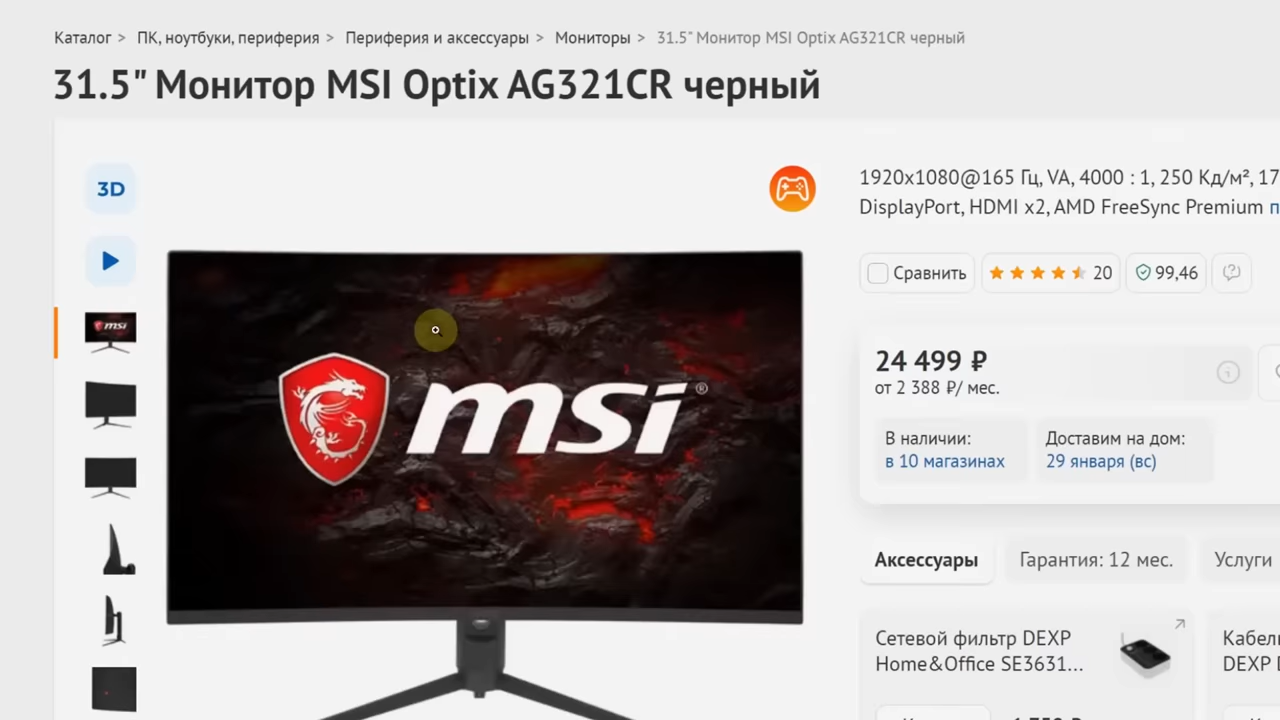 Каталог > ПК, ноутбуки, периферия > Периферия и аксессуары > Мониторы > 31.5" Монитор MSI Optix AG321CR черный
31.5" Монитор MSI Optix AG321CR черный
3D
msi
msi®
1920x1080@165 Гц, VA, 4000 : 1, 250 Кд/м², 17
DisplayPort, HDMI x2, AMD FreeSync Premium п
Сравнить
20
99,46
24 499 ₽
от 2 388 ₽/ мес.
В наличии:
в 10 магазинах
Доставим на дом:
29 января (вс)
Аксессуары
Гарантия: 12 мес.
Услуги
Сетевой фильтр DEXP
Home&Office SE3631...
DEXP